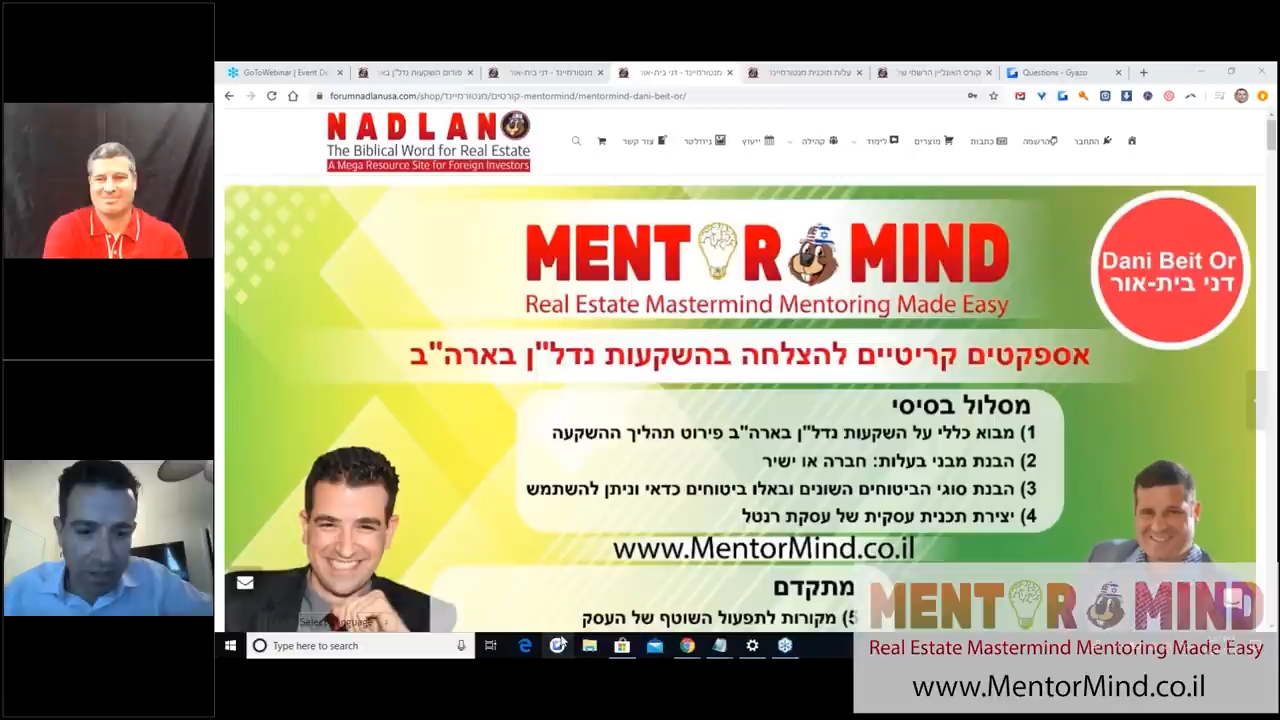 GoToWebinar | Event De
פורום השקעות נדל"ן באר
מנטורמיינד - דני בית-אור
מנטורמיינד - דני בית-אור
עלות תוכנית מנטורמיינד
קורס האונליין הרשמי של
Questions - Gyazo
forumnadlanusa.com/shop/מנטורמיינד/קורסים-mentormind/mentormind-dani-beit-or/
NADLAN
The Biblical Word for Real Estate
A Mega Resource Site for Foreign Investors
התחבר
הרשמה
כתבות
מוצרים
לימוד
קהילה
ייעוץ
ניוזלטר
צור קשר
MENTOR MIND
Real Estate Mastermind Mentoring Made Easy
Dani Beit Or
דני בית-אור
אספקטים קריטיים להצלחה בהשקעות נדל"ן בארה"ב
מסלול בסיסי
1) מבוא כללי על השקעות נדל"ן בארה"ב פירוט תהליך ההשקעה
2) הבנת מבני בעלות: חברה או ישיר
3) הבנת סוגי הביטוחים השונים ובאלו ביטוחים כדאי וניתן להשתמש
4) יצירת תכנית עסקית של עסקת רנטל
www.MentorMind.co.il
מתקדם
5) מקורות לתפעול השוטף של העסק
Select Language
Type here to search
MENTOR MIND
Real Estate Mastermind Mentoring Made Easy
www.MentorMind.co.il